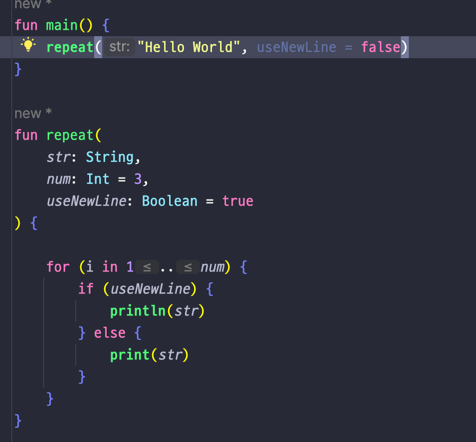 new *
fun main() {
    repeat( str: "Hello World", useNewLine = false)
}
new *
fun repeat(
    str: String,
    num: Int = 3,
    useNewLine: Boolean = true
) {
    for (i in 1 ≤ .. ≤ num) {
        if (useNewLine) {
            println(str)
        } else {
            print(str)
        }
    }
}